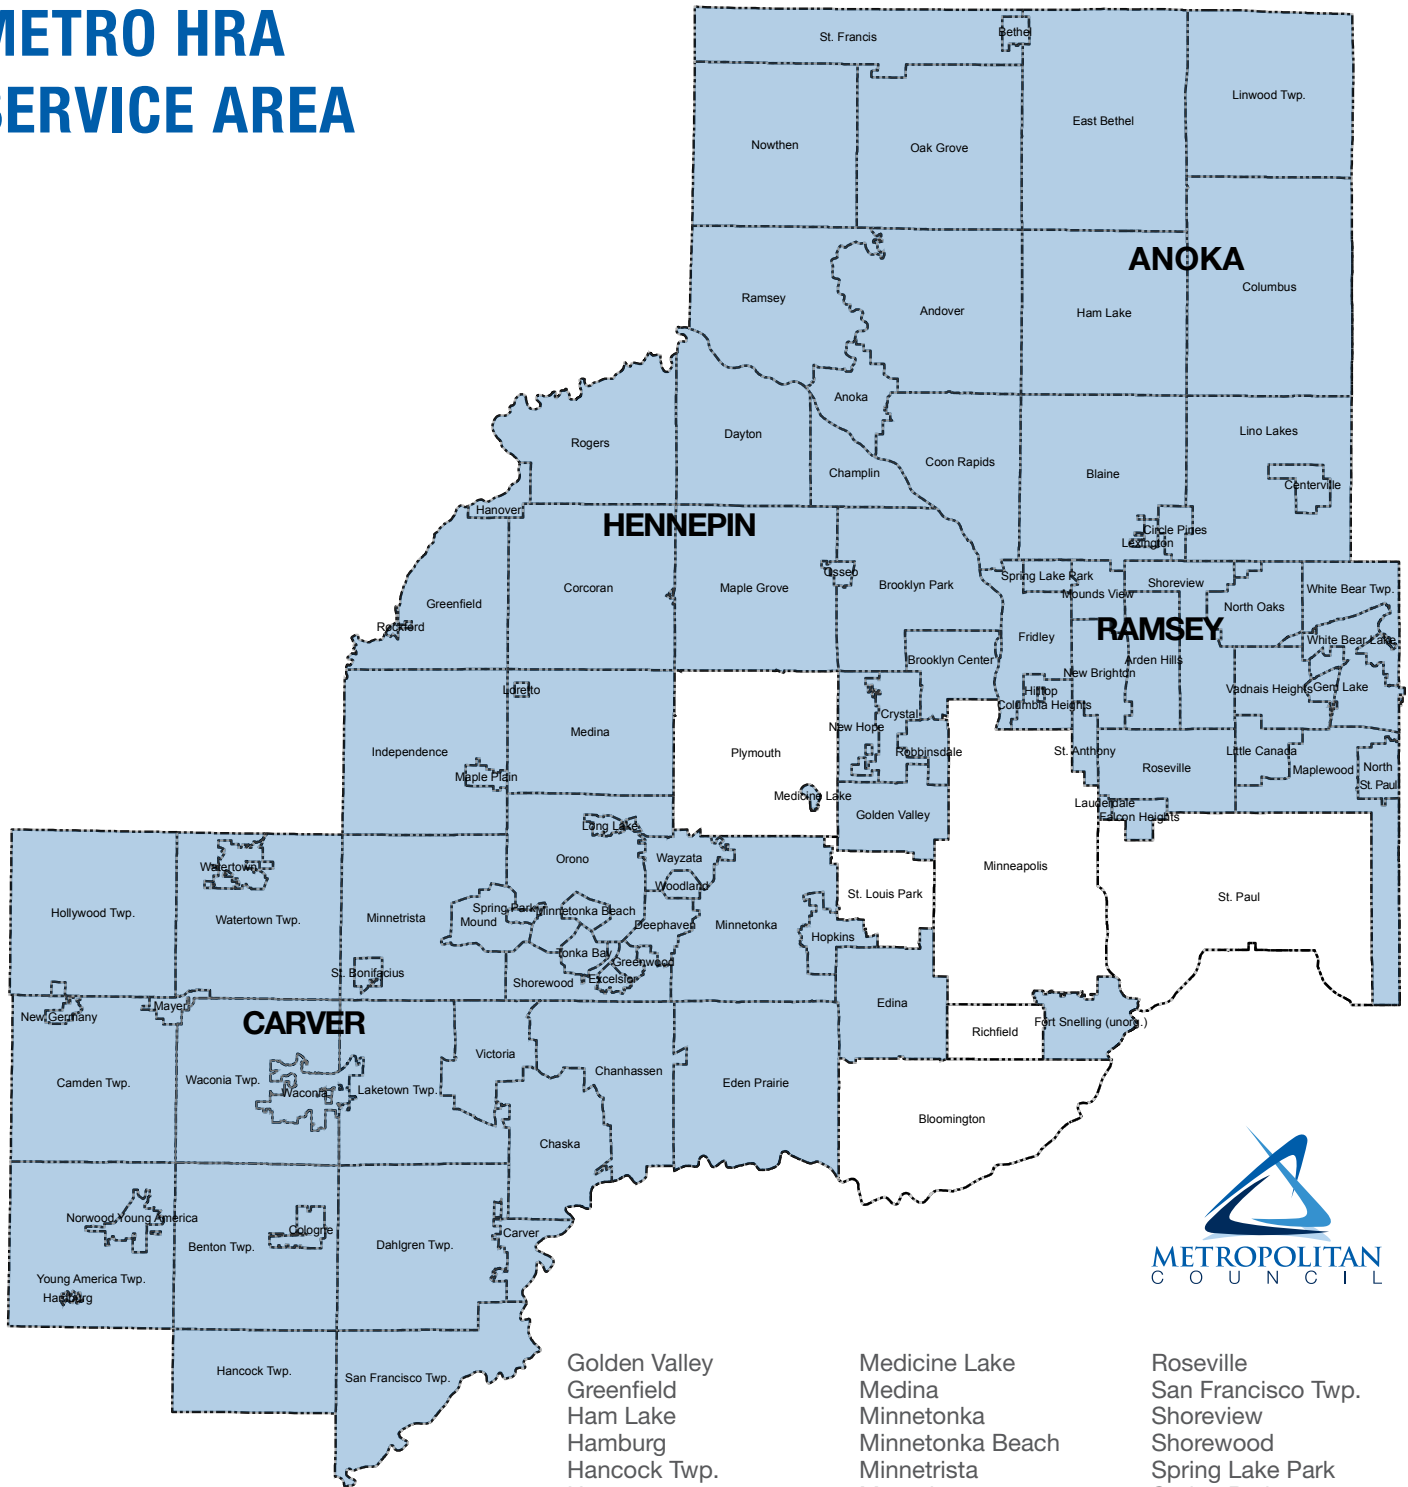 METRO HRA
SERVICE AREA
St. Francis
Bethel
Linwood Twp.
East Bethel
Nowthen
Oak Grove
ANOKA
Columbus
Ramsey
Andover
Ham Lake
Anoka
Lino Lakes
Rogers
Dayton
Champlin
Coon Rapids
Blaine
Centerville
Hanover
HENNEPIN
Circle Pines
Lexington
Corcoran
Maple Grove
Osseo
Brooklyn Park
Spring Lake Park
Shoreview
White Bear Twp.
Mounds View
North Oaks
Greenfield
Rockford
Fridley
RAMSEY
White Bear Lake
Brooklyn Center
Arden Hills
New Brighton
Loretto
Hilltop
Vadnais Heights
Gem Lake
Columbia Heights
Crystal
New Hope
Medina
Independence
Plymouth
Robbinsdale
St. Anthony
Little Canada
Roseville
Maplewood
North
St. Paul
Maple Plain
Medicine Lake
Lauderdale
Falcon Heights
Golden Valley
Long Lake
Orono
Wayzata
Minneapolis
Watertown
Woodland
St. Louis Park
St. Paul
Hollywood Twp.
Watertown Twp.
Minnetrista
Spring Park
Minnetonka Beach
Mound
Deephaven
Minnetonka
Hopkins
Tonka Bay
Greenwood
St. Bonifacius
Shorewood
Excelsior
Edina
New Germany
Mayer
CARVER
Richfield
Fort Snelling (unorg.)
Victoria
Chanhassen
Camden Twp.
Waconia Twp.
Waconia
Laketown Twp.
Eden Prairie
Bloomington
Chaska
Norwood Young America
Cologne
Carver
Benton Twp.
Dahlgren Twp.
Young America Twp.
Hamburg
METROPOLITAN
COUNCIL
Hancock Twp.
San Francisco Twp.
Golden Valley
Greenfield
Ham Lake
Hamburg
Hancock Twp.
Medicine Lake
Medina
Minnetonka
Minnetonka Beach
Minnetrista
Roseville
San Francisco Twp.
Shoreview
Shorewood
Spring Lake Park